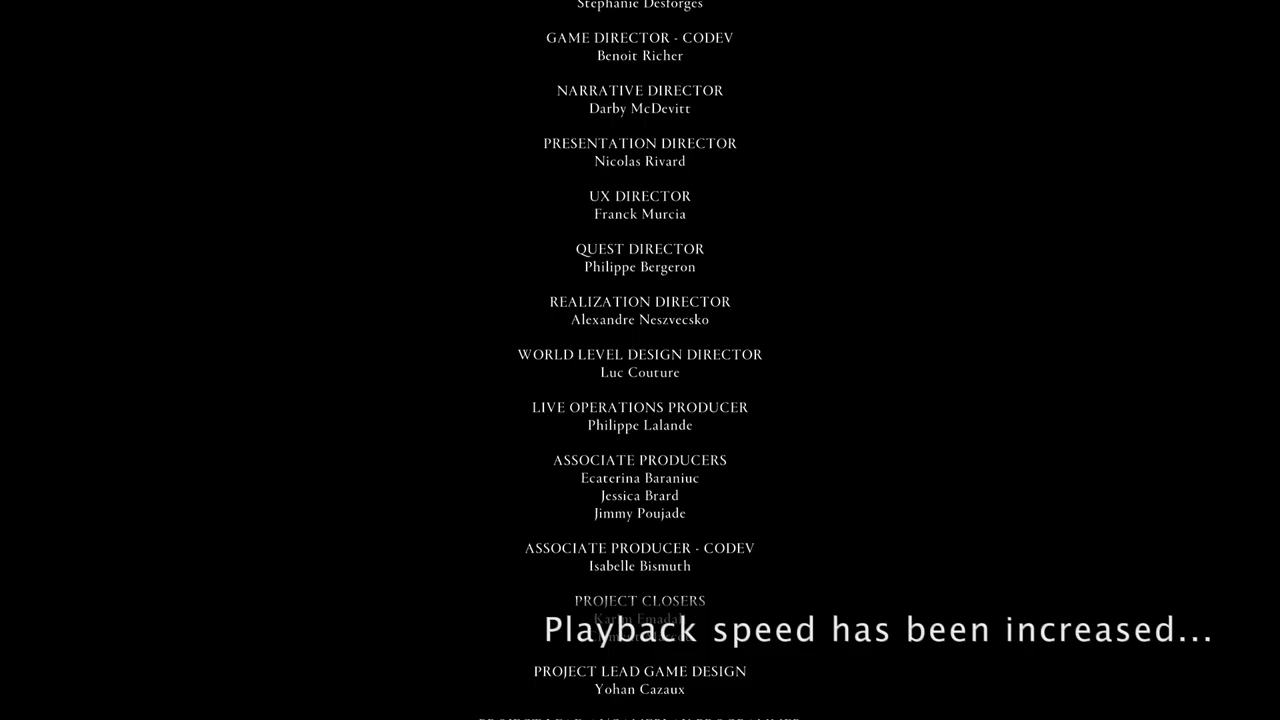 Stephanie Desforges
GAME DIRECTOR - CODEV
Benoit Richer
NARRATIVE DIRECTOR
Darby McDevitt
PRESENTATION DIRECTOR
Nicolas Rivard
UX DIRECTOR
Franck Murcia
QUEST DIRECTOR
Philippe Bergeron
REALIZATION DIRECTOR
Alexandre Neszvecsko
WORLD LEVEL DESIGN DIRECTOR
Luc Couture
LIVE OPERATIONS PRODUCER
Philippe Lalande
ASSOCIATE PRODUCERS
Ecaterina Baraniuc
Jessica Brard
Jimmy Poujade
ASSOCIATE PRODUCER - CODEV
Isabelle Bismuth
PROJECT CLOSERS
Karim
Playback speed has been increased...
PROJECT LEAD GAME DESIGN
Yohan Cazaux